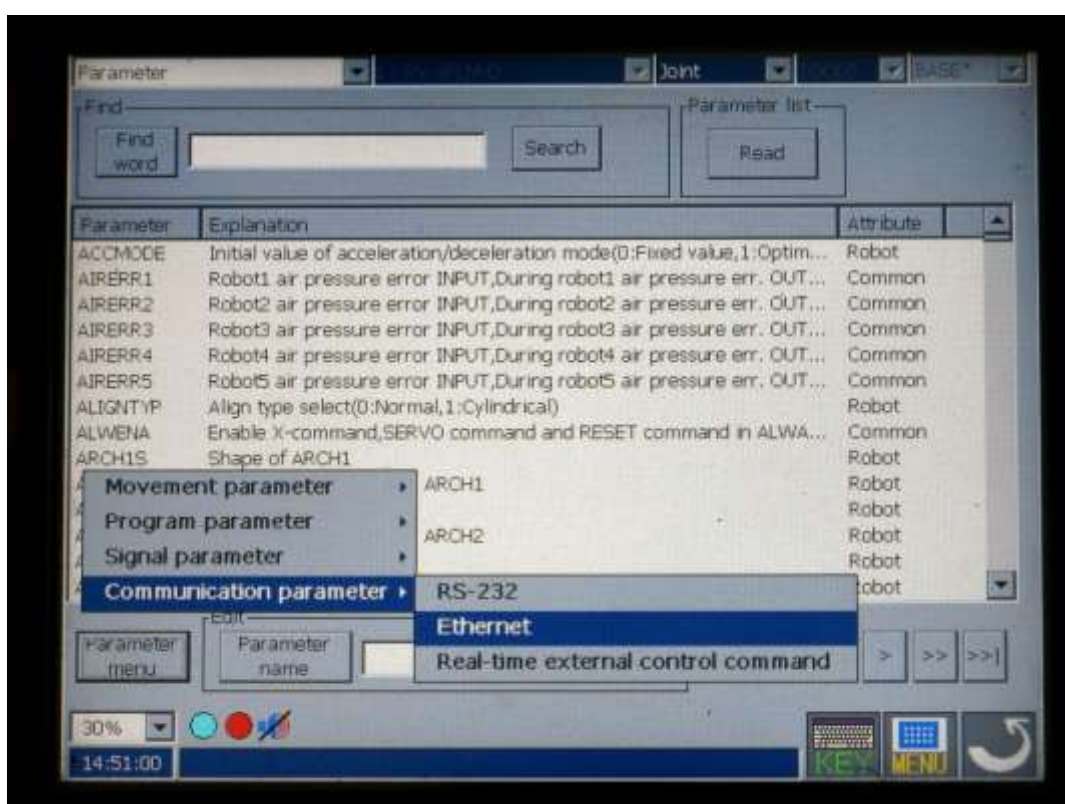 Parameter
Joint
BASE*
Find
Find word
Search
Parameter list
Read
Parameter Explanation Attribute
ACCMODE Initial value of acceleration/deceleration mode(0:Fixed value,1:Optim... Robot
AIRERR1 Robot1 air pressure error INPUT,During robot1 air pressure err. OUT... Common
AIRERR2 Robot2 air pressure error INPUT,During robot2 air pressure err. OUT... Common
AIRERR3 Robot3 air pressure error INPUT,During robot3 air pressure err. OUT... Common
AIRERR4 Robot4 air pressure error INPUT,During robot4 air pressure err. OUT... Common
AIRERR5 Robot5 air pressure error INPUT,During robot5 air pressure err. OUT... Common
ALIGNTYP Align type select(0:Normal,1:Cylindrical) Robot
ALWENA Enable X-command,SERVO command and RESET command in ALWA... Common
ARCH1S Shape of ARCH1 Robot
Movement parameter ARCH1 Robot
Robot
Program parameter ARCH2 Robot
Signal parameter Robot
Communication parameter RS-232 Robot
Edit
Ethernet
Parameter menu
Parameter name
Real-time external control command
> >> >>|
30%
14:51:00
KEY MENU